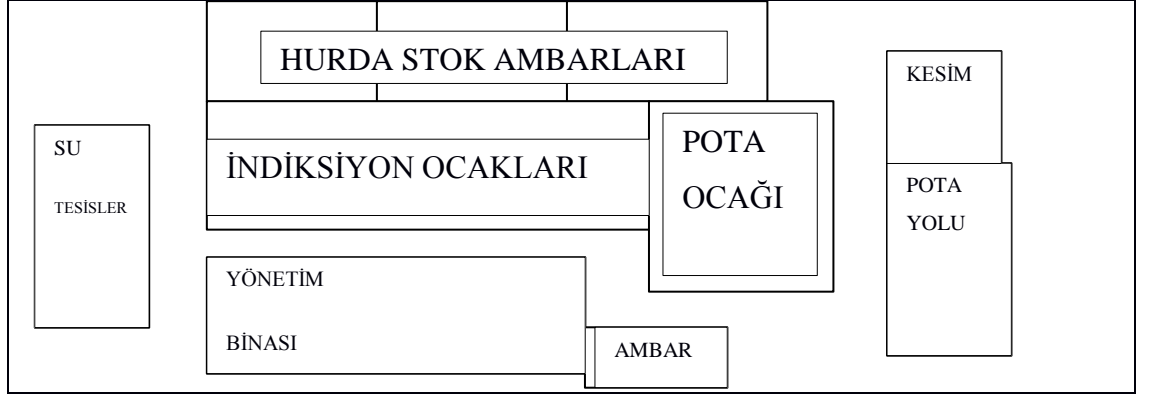 HURDA STOK AMBARLARI
KESİM
SU
TESİSLER
İNDİKSİYON OCAKLARI
POTA
OCAĞI
POTA
YOLU
YÖNETİM
BİNASI
AMBAR